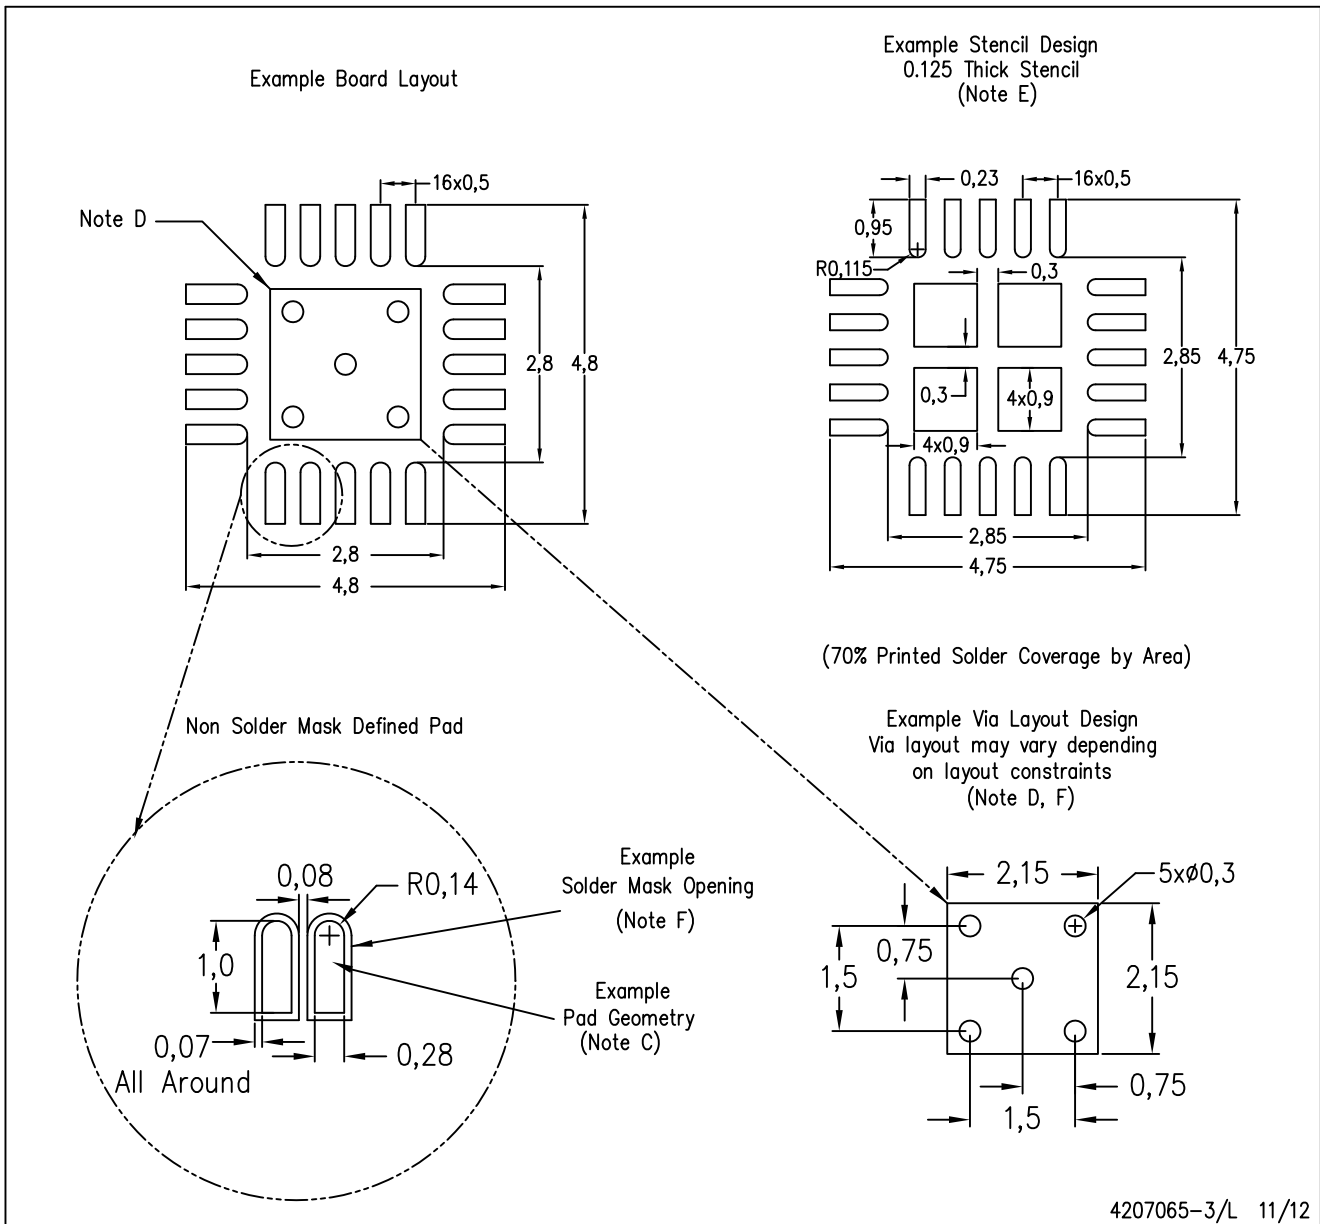 Example Board Layout
Example Stencil Design
0.125 Thick Stencil
(Note E)
16x0,5
Note D
2,8
4,8
2,8
4,8
0,23
16x0,5
0,95
R0,115
0,3
2,85
4,75
0,3
4x0,9
4x0,9
2,85
4,75
(70% Printed Solder Coverage by Area)
Non Solder Mask Defined Pad
Example Via Layout Design
Via layout may vary depending
on layout constraints
(Note D, F)
0,08
R0,14
1,0
0,07
All Around
0,28
Example
Solder Mask Opening
(Note F)
Example
Pad Geometry
(Note C)
2,15
5xø0,3
0,75
1,5
2,15
0,75
1,5
4207065-3/L 11/12